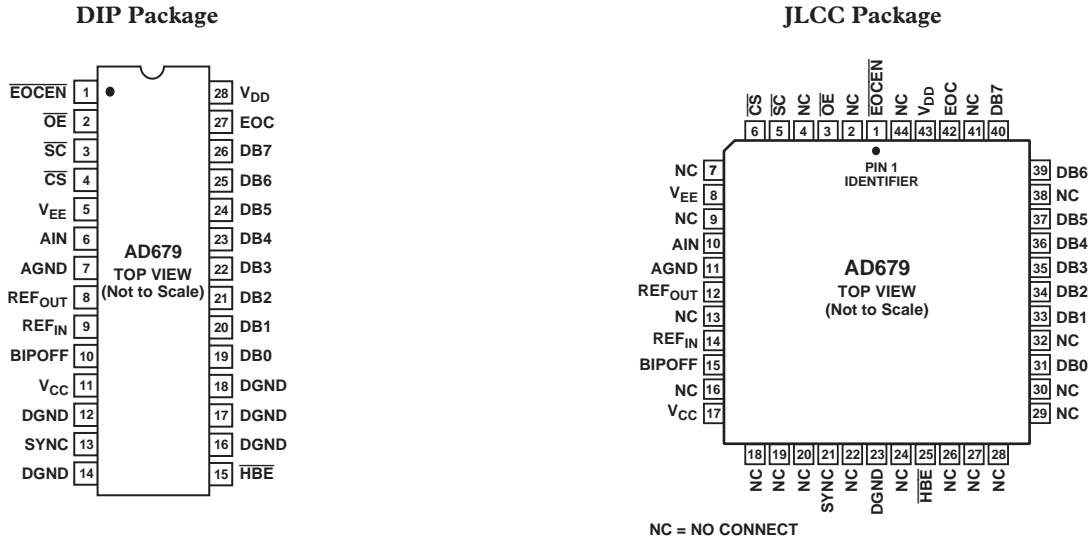 DIP Package
EOCEN 1
OE 2
SC 3
CS 4
VEE 5
AIN 6
AGND 7
REFOUT 8
REFIN 9
BIPOFF 10
VCC 11
DGND 12
SYNC 13
DGND 14
AD679
TOP VIEW
(Not to Scale)
28 VDD
27 EOC
26 DB7
25 DB6
24 DB5
23 DB4
22 DB3
21 DB2
20 DB1
19 DB0
18 DGND
17 DGND
16 DGND
15 HBE
JLCC Package
CS SC NC OE NC EOCEN NC VDD EOC NC DB7
6 5 4 3 2 1 44 43 42 41 40
PIN 1
IDENTIFIER
NC 7
VEE 8
NC 9
AIN 10
AGND 11
REFOUT 12
NC 13
REFIN 14
BIPOFF 15
NC 16
VCC 17
AD679
TOP VIEW
(Not to Scale)
39 DB6
38 NC
37 DB5
36 DB4
35 DB3
34 DB2
33 DB1
32 NC
31 DB0
30 NC
29 NC
18 19 20 21 22 23 24 25 26 27 28
NC NC NC SYNC NC DGND NC HBE NC NC NC
NC = NO CONNECT